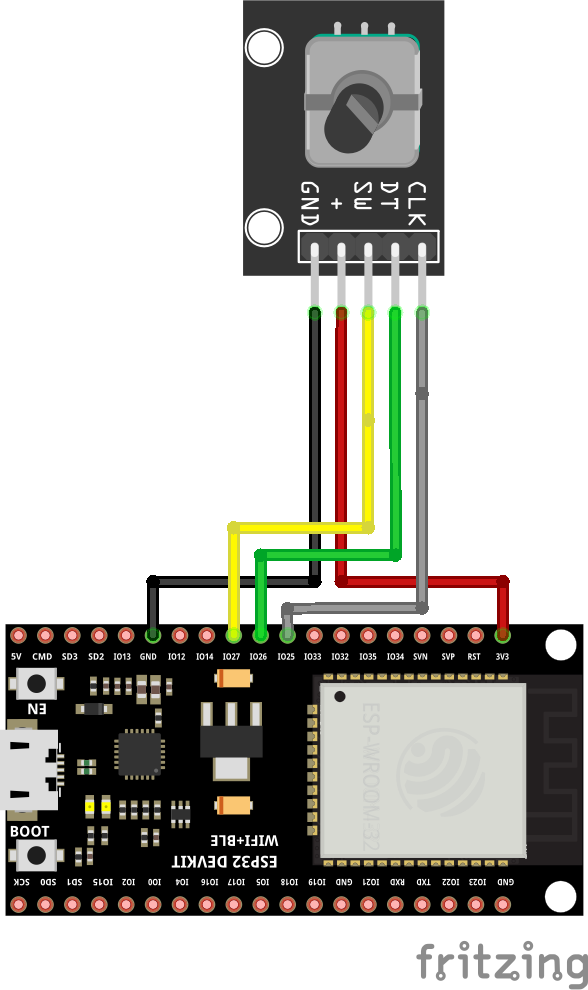 GND
+
SW
DT
CLK
5V CMD SD3 SD2 IO13 GND IO12 IO14 IO27 IO26 IO25 IO33 IO32 IO35 IO34 SVN SVP RST 3V3
EN
ESP-WROOM-32
BOOT
WIFI+BLE
ESP32 DEVKIT
SCK SD0 SD1 IO15 IO2 IO0 IO4 IO16 IO17 IO5 IO18 IO19 GND IO21 RXD TXD IO22 IO23 GND
fritzing